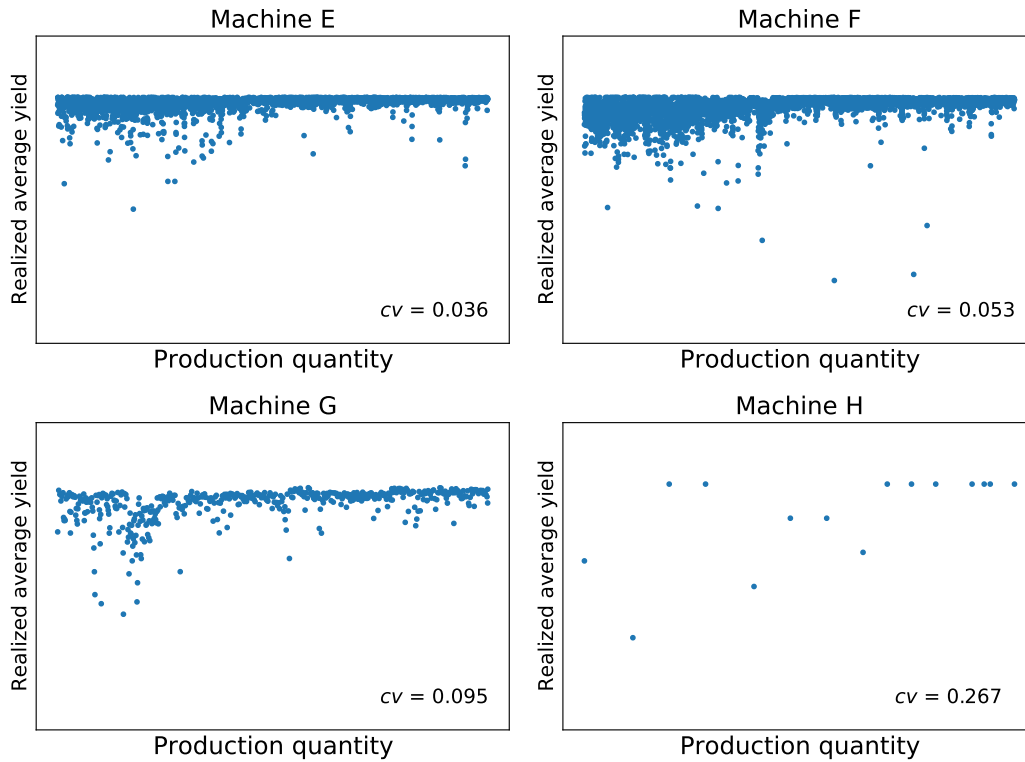 Machine E
Machine F
Realized average yield
Realized average yield
cv = 0.036
cv = 0.053
Production quantity
Production quantity
Machine G
Machine H
Realized average yield
Realized average yield
cv = 0.095
cv = 0.267
Production quantity
Production quantity